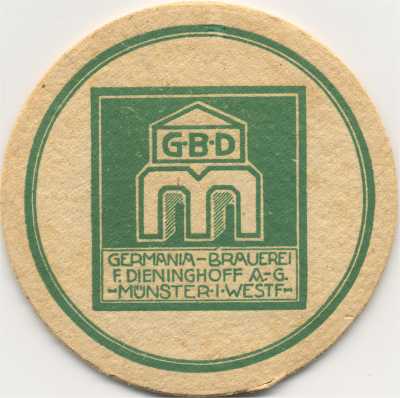 G·B·D
M
GERMANIA-BRAUEREI
F. DIENINGHOFF A.-G.
-MÜNSTER·I·WESTF-